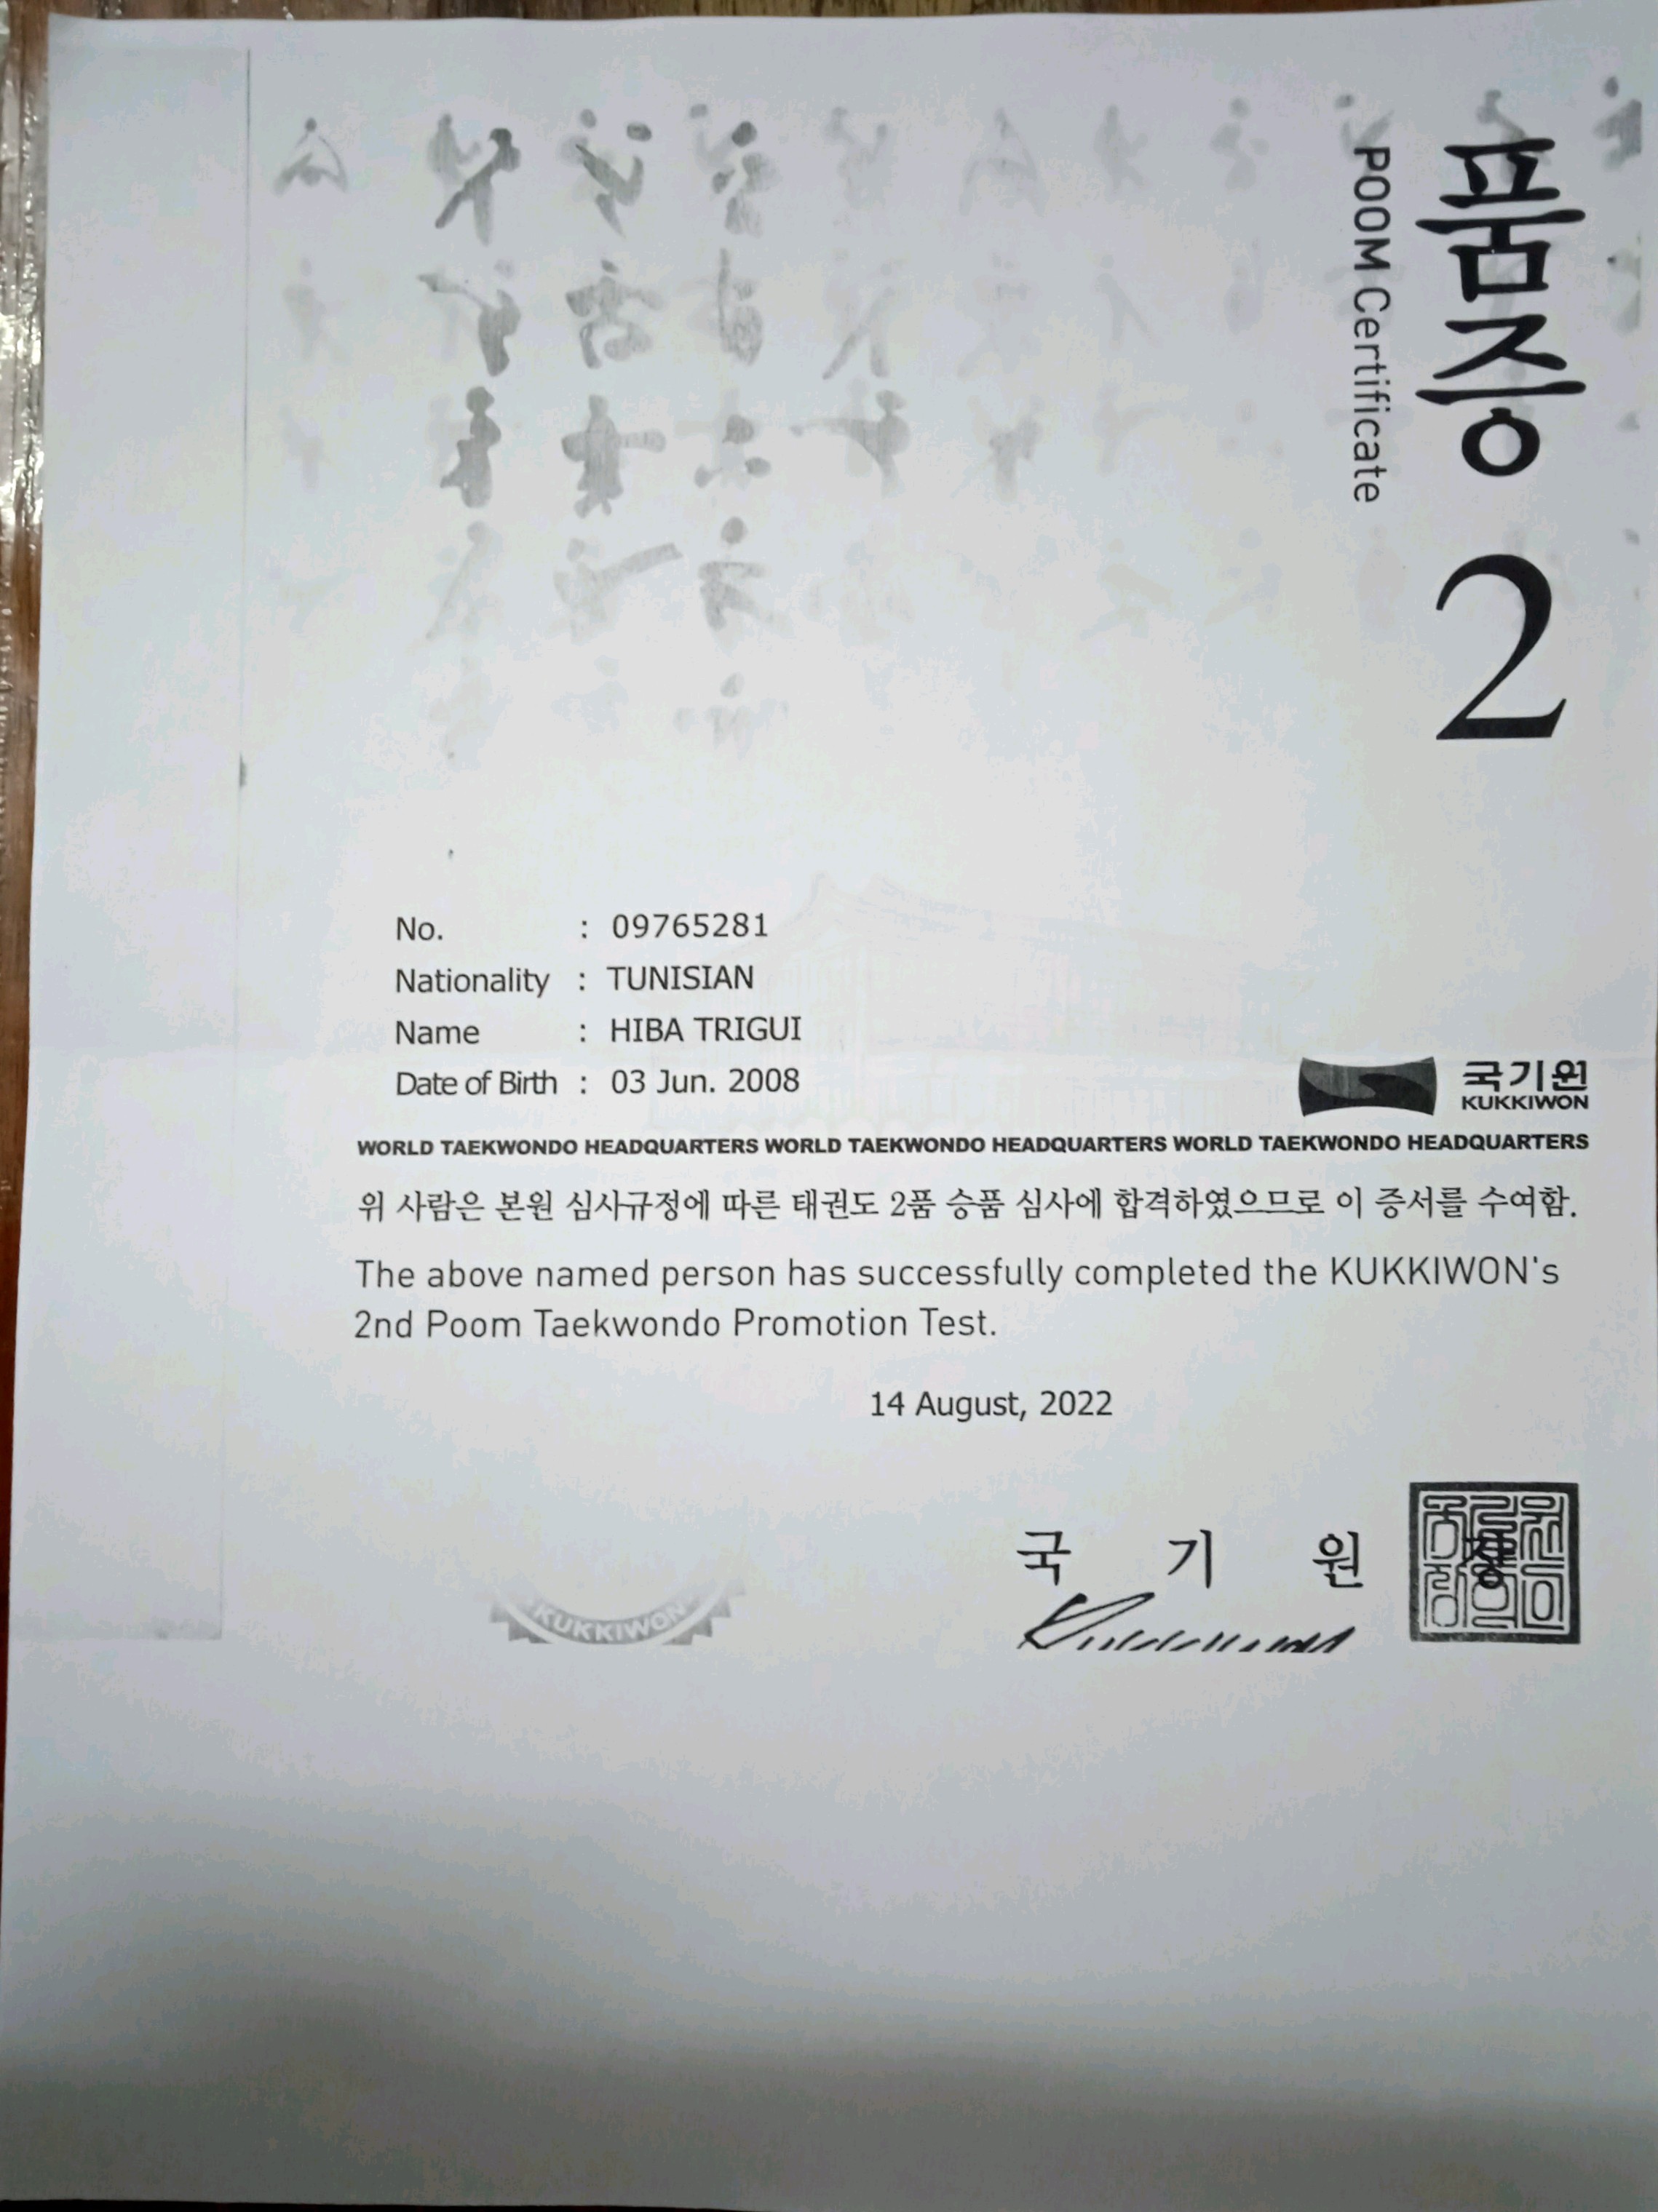 품증 2
POOM Certificate
No. : 09765281
Nationality : TUNISIAN
Name : HIBA TRIGUI
Date of Birth : 03 Jun. 2008
국기원
KUKKIWON
WORLD TAEKWONDO HEADQUARTERS WORLD TAEKWONDO HEADQUARTERS WORLD TAEKWONDO HEADQUARTERS
위 사람은 본원 심사규정에 따른 태권도 2품 승품 심사에 합격하였으므로 이 증서를 수여함.
The above named person has successfully completed the KUKKIWON's
2nd Poom Taekwondo Promotion Test.
14 August, 2022
국 기 원
KUKKIWON